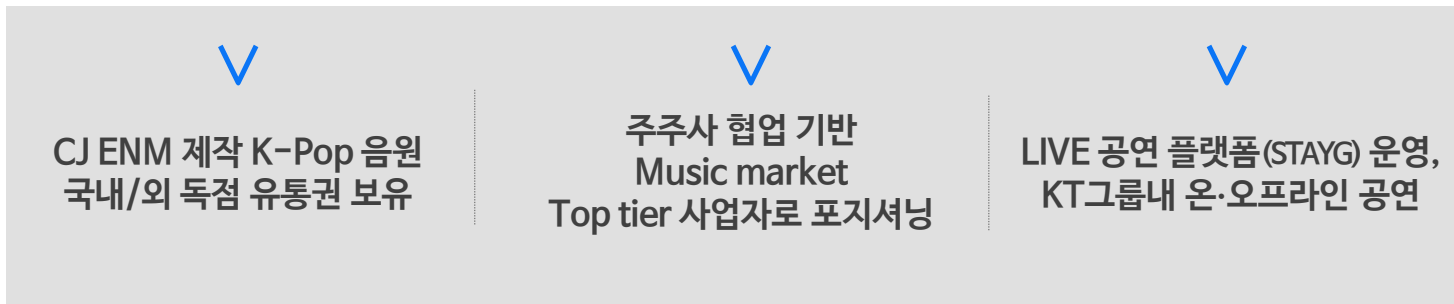 CJ ENM 제작 K-Pop 음원
국내/외 독점 유통권 보유
주주사 협업 기반
Music market
Top tier 사업자로 포지셔닝
LIVE 공연 플랫폼(STAYG) 운영,
KT그룹내 온·오프라인 공연